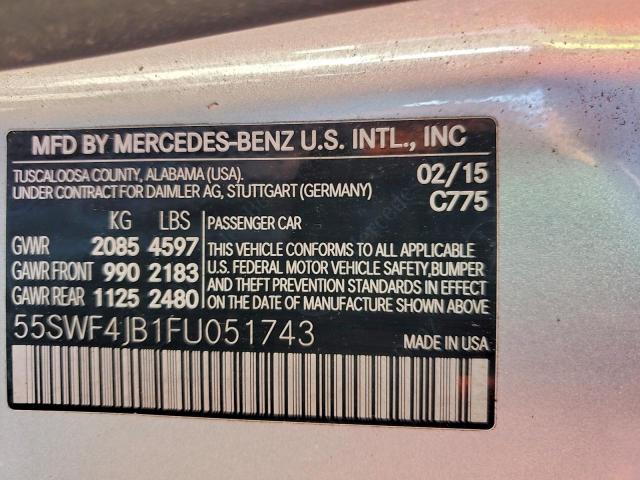 MFD BY MERCEDES-BENZ U.S. INTL., INC
TUSCALOOSA COUNTY, ALABAMA (USA). 02/15
UNDER CONTRACT FOR DAIMLER AG, STUTTGART (GERMANY) C775
KG LBS PASSENGER CAR
GVWR 2085 4597 THIS VEHICLE CONFORMS TO ALL APPLICABLE
GAWR FRONT 990 2183 U.S. FEDERAL MOTOR VEHICLE SAFETY,BUMPER
AND THEFT PREVENTION STANDARDS IN EFFECT
GAWR REAR 1125 2480 ON THE DATE OF MANUFACTURE SHOWN ABOVE
55SWF4JB1FU051743 MADE IN USA